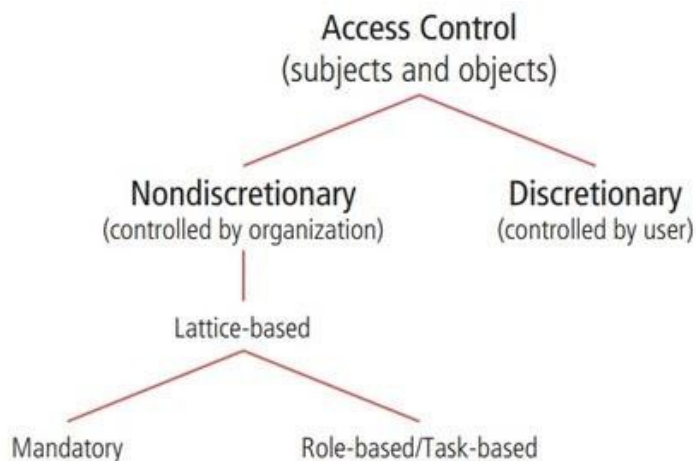 Access Control
(subjects and objects)
Nondiscretionary
(controlled by organization)
Discretionary
(controlled by user)
Lattice-based
Mandatory
Role-based/Task-based